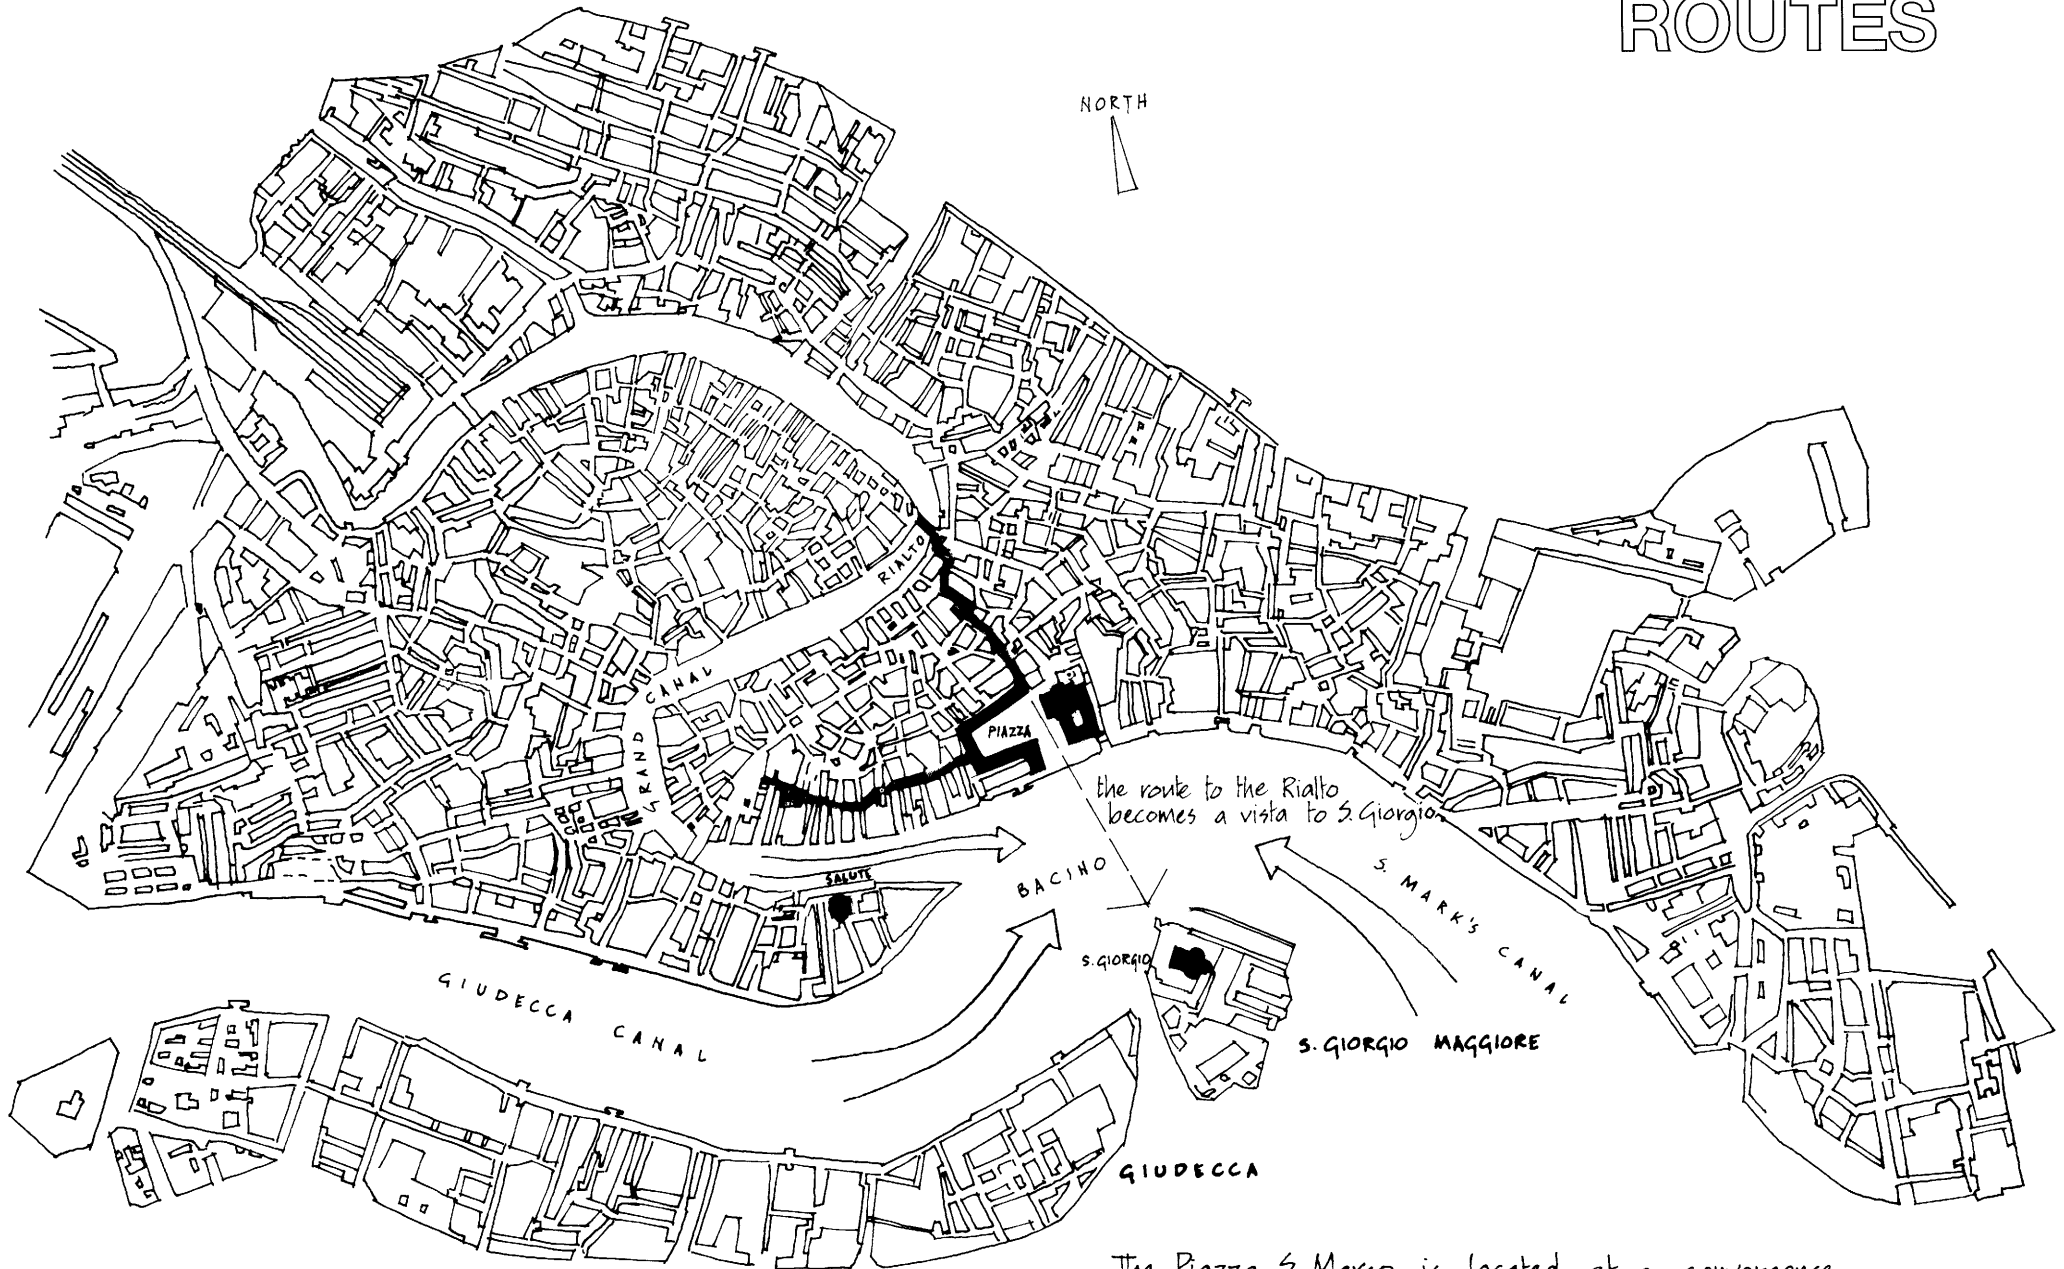 ROUTES
NORTH
RIALTO
GRAND CANAL
PIAZZA
the route to the Rialto
becomes a vista to S. Giorgio
SALUTE
BACINO
S. MARK'S CANAL
S. GIORGIO
GIUDECCA CANAL
S. GIORGIO MAGGIORE
GIUDECCA
The Piazza S. Marco is located at a convergence